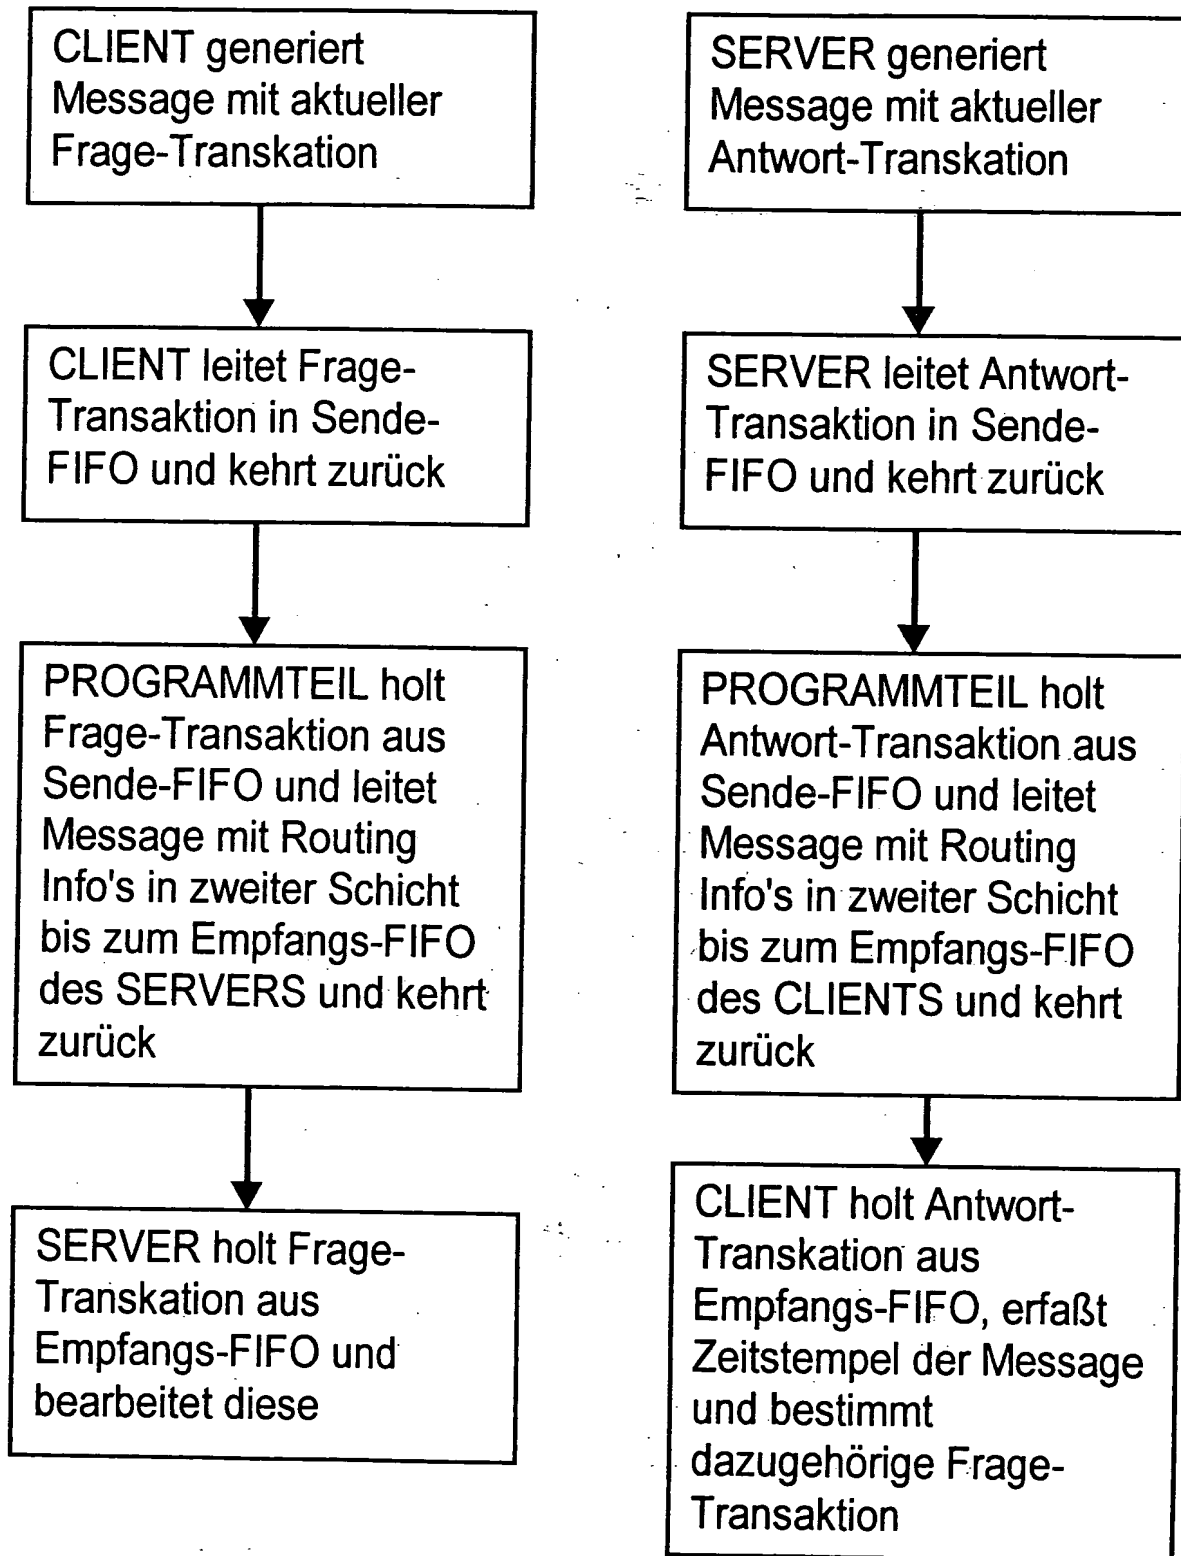 CLIENT generiert
Message mit aktueller
Frage-Transkation
CLIENT leitet Frage-
Transaktion in Sende-
FIFO und kehrt zurück
PROGRAMMTEIL holt
Frage-Transaktion aus
Sende-FIFO und leitet
Message mit Routing
Info's in zweiter Schicht
bis zum Empfangs-FIFO
des SERVERS und kehrt
zurück
SERVER holt Frage-
Transkation aus
Empfangs-FIFO und
bearbeitet diese
SERVER generiert
Message mit aktueller
Antwort-Transkation
SERVER leitet Antwort-
Transaktion in Sende-
FIFO und kehrt zurück
PROGRAMMTEIL holt
Antwort-Transaktion aus
Sende-FIFO und leitet
Message mit Routing
Info's in zweiter Schicht
bis zum Empfangs-FIFO
des CLIENTS und kehrt
zurück
CLIENT holt Antwort-
Transkation aus
Empfangs-FIFO, erfaßt
Zeitstempel der Message
und bestimmt
dazugehörige Frage-
Transaktion